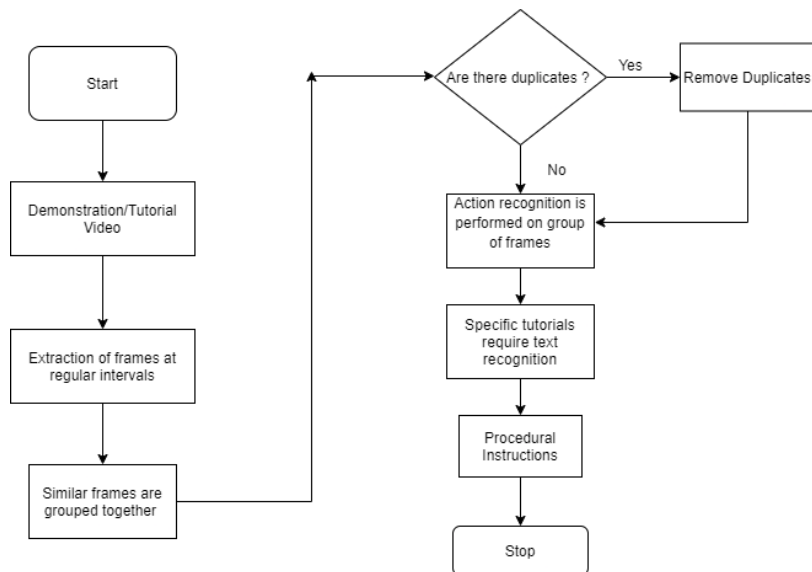 Start
Demonstration/Tutorial
Video
Extraction of frames at
regular intervals
Similar frames are
grouped together
Are there duplicates ?
Yes
Remove Duplicates
No
Action recognition is
performed on group
of frames
Specific tutorials
require text
recognition
Procedural
Instructions
Stop